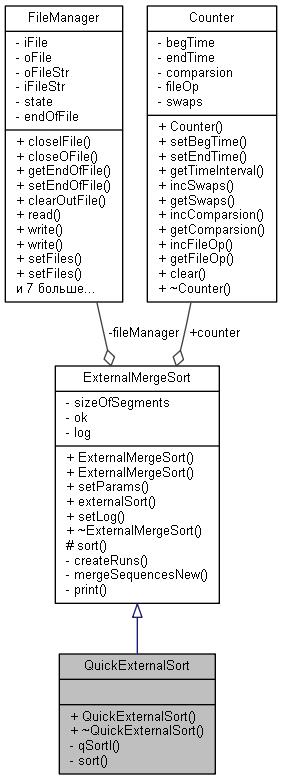 FileManager
- iFile
- oFile
- oFileStr
- iFileStr
- state
- endOfFile
+ closeIFile()
+ closeOFile()
+ getEndOfFile()
+ setEndOfFile()
+ clearOutFile()
+ read()
+ write()
+ write()
+ setFiles()
+ setFiles()
и 7 больше...
Counter
- begTime
- endTime
- comparsion
- fileOp
- swaps
+ Counter()
+ setBegTime()
+ setEndTime()
+ getTimeInterval()
+ incSwaps()
+ getSwaps()
+ incComparsion()
+ getComparsion()
+ incFileOp()
+ getFileOp()
+ clear()
+ ~Counter()
-fileManager
+counter
ExternalMergeSort
- sizeOfSegments
- ok
- log
+ ExternalMergeSort()
+ ExternalMergeSort()
+ setParams()
+ externalSort()
+ setLog()
+ ~ExternalMergeSort()
# sort()
- createRuns()
- mergeSequencesNew()
- print()
QuickExternalSort
+ QuickExternalSort()
+ ~QuickExternalSort()
- qSortI()
- sort()